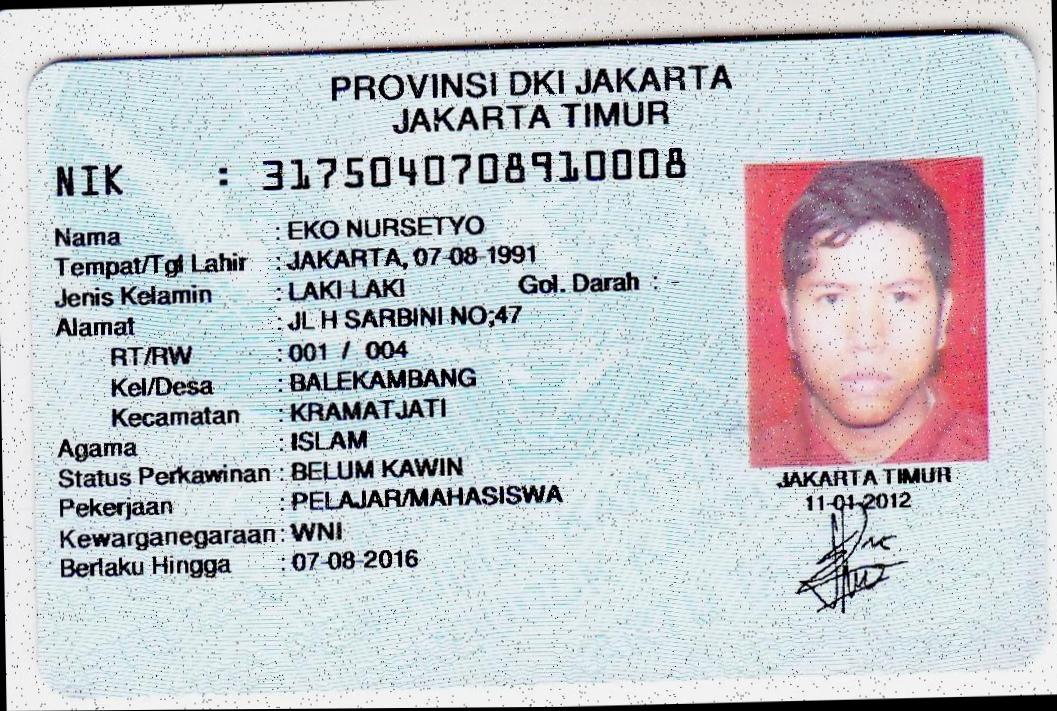 PROVINSI DKI JAKARTA
JAKARTA TIMUR
NIK : 3175040708910008
Nama : EKO NURSETYO
Tempat/Tgl Lahir : JAKARTA, 07-08-1991
Jenis Kelamin : LAKI-LAKI Gol. Darah : -
Alamat : JL H SARBINI NO;47
RT/RW : 001 / 004
Kel/Desa : BALEKAMBANG
Kecamatan : KRAMATJATI
Agama : ISLAM
Status Perkawinan : BELUM KAWIN
Pekerjaan : PELAJAR/MAHASISWA
Kewarganegaraan : WNI
Berlaku Hingga : 07-08-2016
JAKARTA TIMUR
11-01-2012